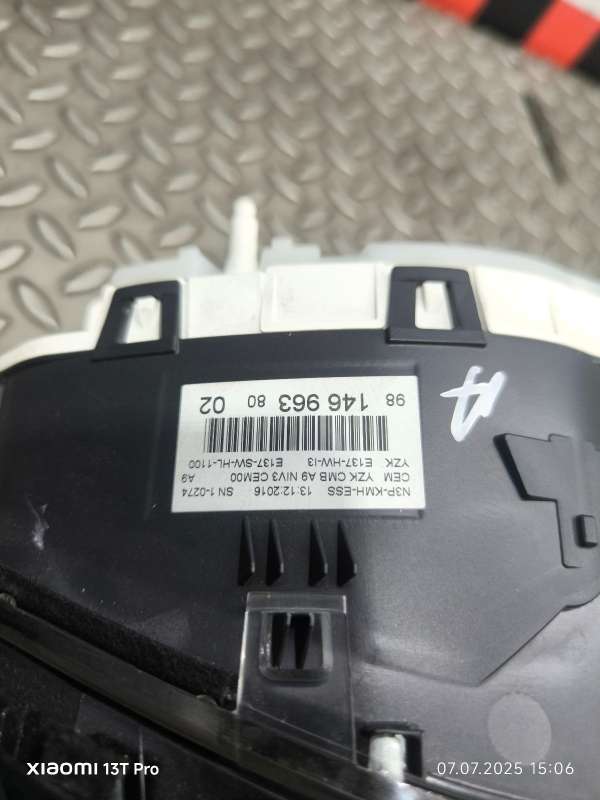 98 146 963 80 02
YZK E137-HW-I3 E137-SW-HL-1100
CEM YZK CMB A9 NIV3 CEM00 A9
N3P-KMH-ESS 13.12.2016 SN 1-0274
XIAOMI 13T Pro
07.07.2025 15:06